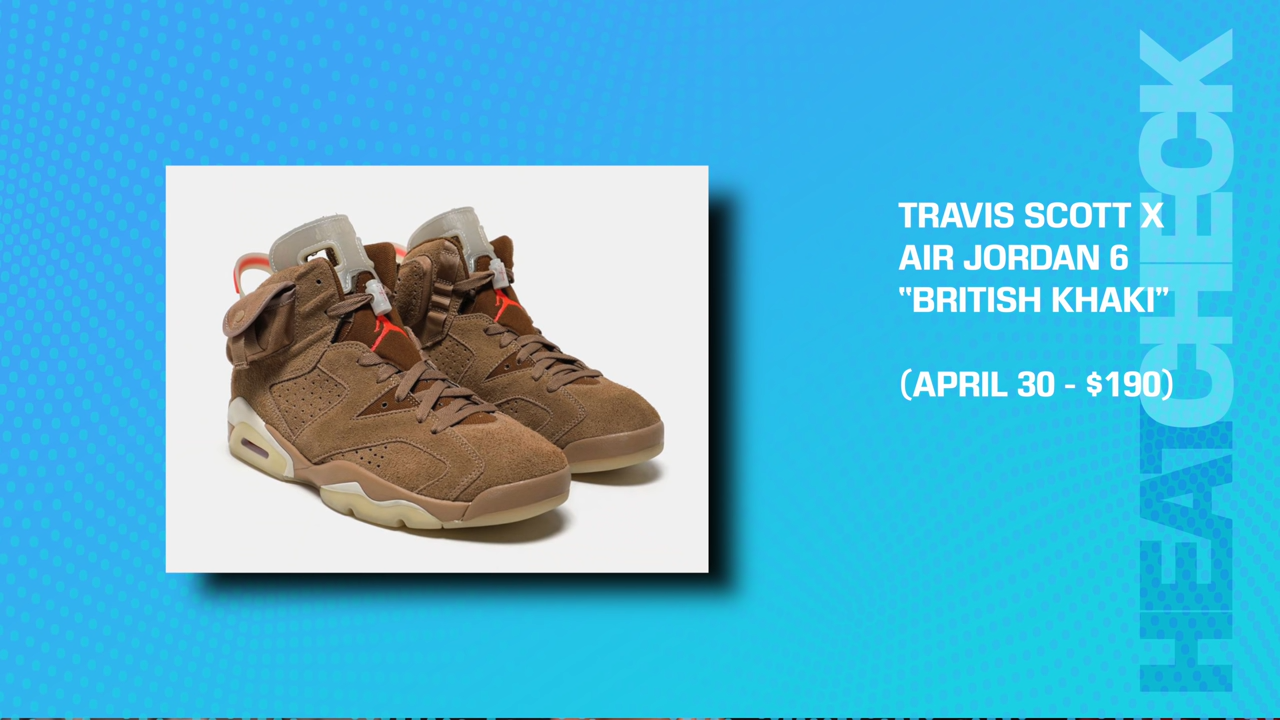 TRAVIS SCOTT X
AIR JORDAN 6
"BRITISH KHAKI"
(APRIL 30 - $190)
HEAT CHECK